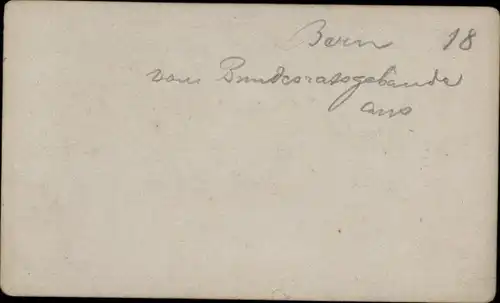 Bern 18
vom Bundesratsgebäude
aus